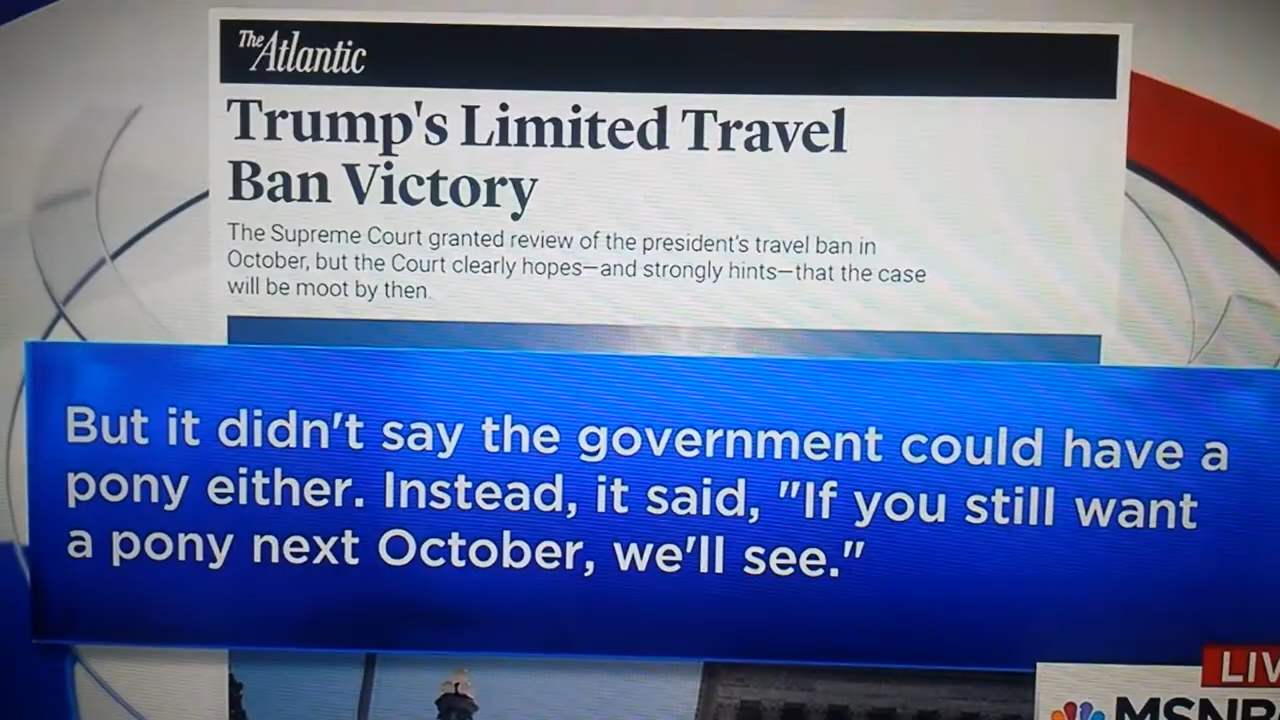 The Atlantic
Trump's Limited Travel
Ban Victory
The Supreme Court granted review of the president's travel ban in
October, but the Court clearly hopes—and strongly hints—that the case
will be moot by then.
But it didn't say the government could have a
pony either. Instead, it said, "If you still want
a pony next October, we'll see."
LIV
MSNB